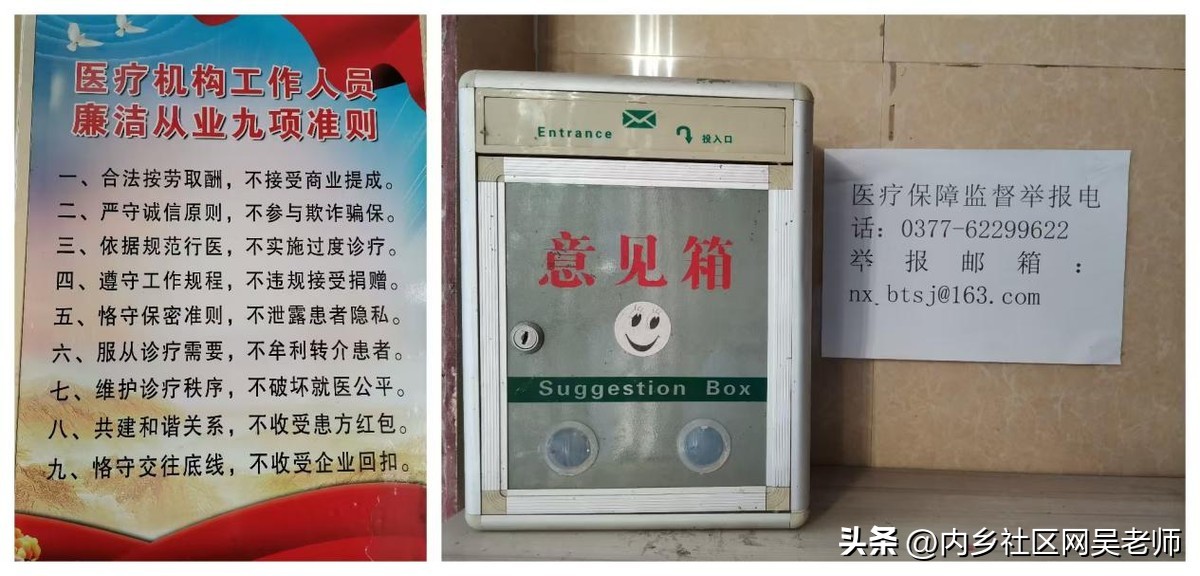 医疗机构工作人员
廉洁从业九项准则
一、合法按劳取酬，不接受商业提成。
二、严守诚信原则，不参与欺诈骗保。
三、依据规范行医，不实施过度诊疗。
四、遵守工作规程，不违规接受捐赠。
五、恪守保密准则，不泄露患者隐私。
六、服从诊疗需要，不牟利转介患者。
七、维护诊疗秩序，不破坏就医公平。
八、共建和谐关系，不收受患方红包。
九、恪守交往底线，不收受企业回扣。
Entrance 投入口
意见箱
Suggestion Box
医疗保障监督举报电
话：0377-62299622
举报邮箱：
nx_btsj@163.com
头条 @内乡社区网吴老师